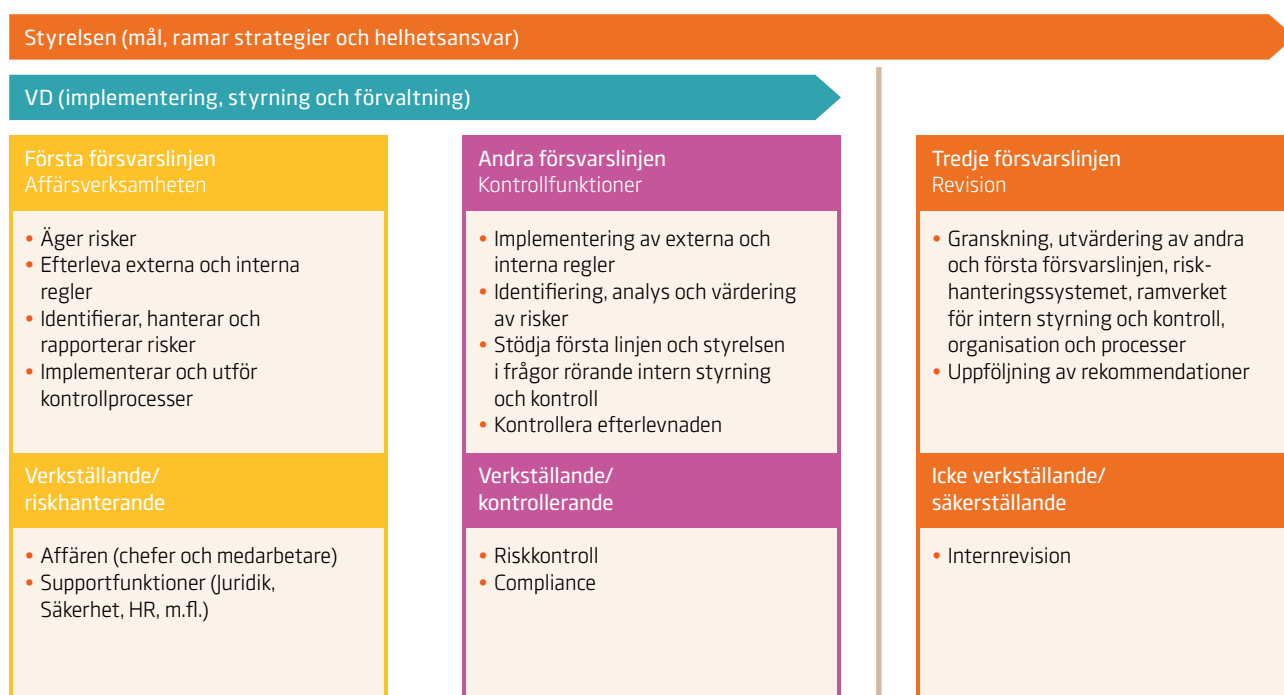 Styrelsen (mål, ramar strategier och helhetsansvar)
VD (implementering, styrning och förvaltning)
Första försvarslinjen
Affärsverksamheten
• Äger risker
• Efterleva externa och interna
regler
• Identifierar, hanterar och
rapporterar risker
• Implementerar och utför
kontrollprocesser
Verkställande/
riskhanterande
• Affären (chefer och medarbetare)
• Supportfunktioner (Juridik,
Säkerhet, HR, m.fl.)
Andra försvarslinjen
Kontrollfunktioner
• Implementering av externa och
interna regler
• Identifiering, analys och värdering
av risker
• Stödja första linjen och styrelsen
i frågor rörande intern styrning
och kontroll
• Kontrollera efterlevnaden
Verkställande/
kontrollerande
• Riskkontroll
• Compliance
Tredje försvarslinjen
Revision
• Granskning, utvärdering av andra
och första försvarslinjen, risk-
hanteringssystemet, ramverket
för intern styrning och kontroll,
organisation och processer
• Uppföljning av rekommendationer
Icke verkställande/
säkerställande
• Internrevision